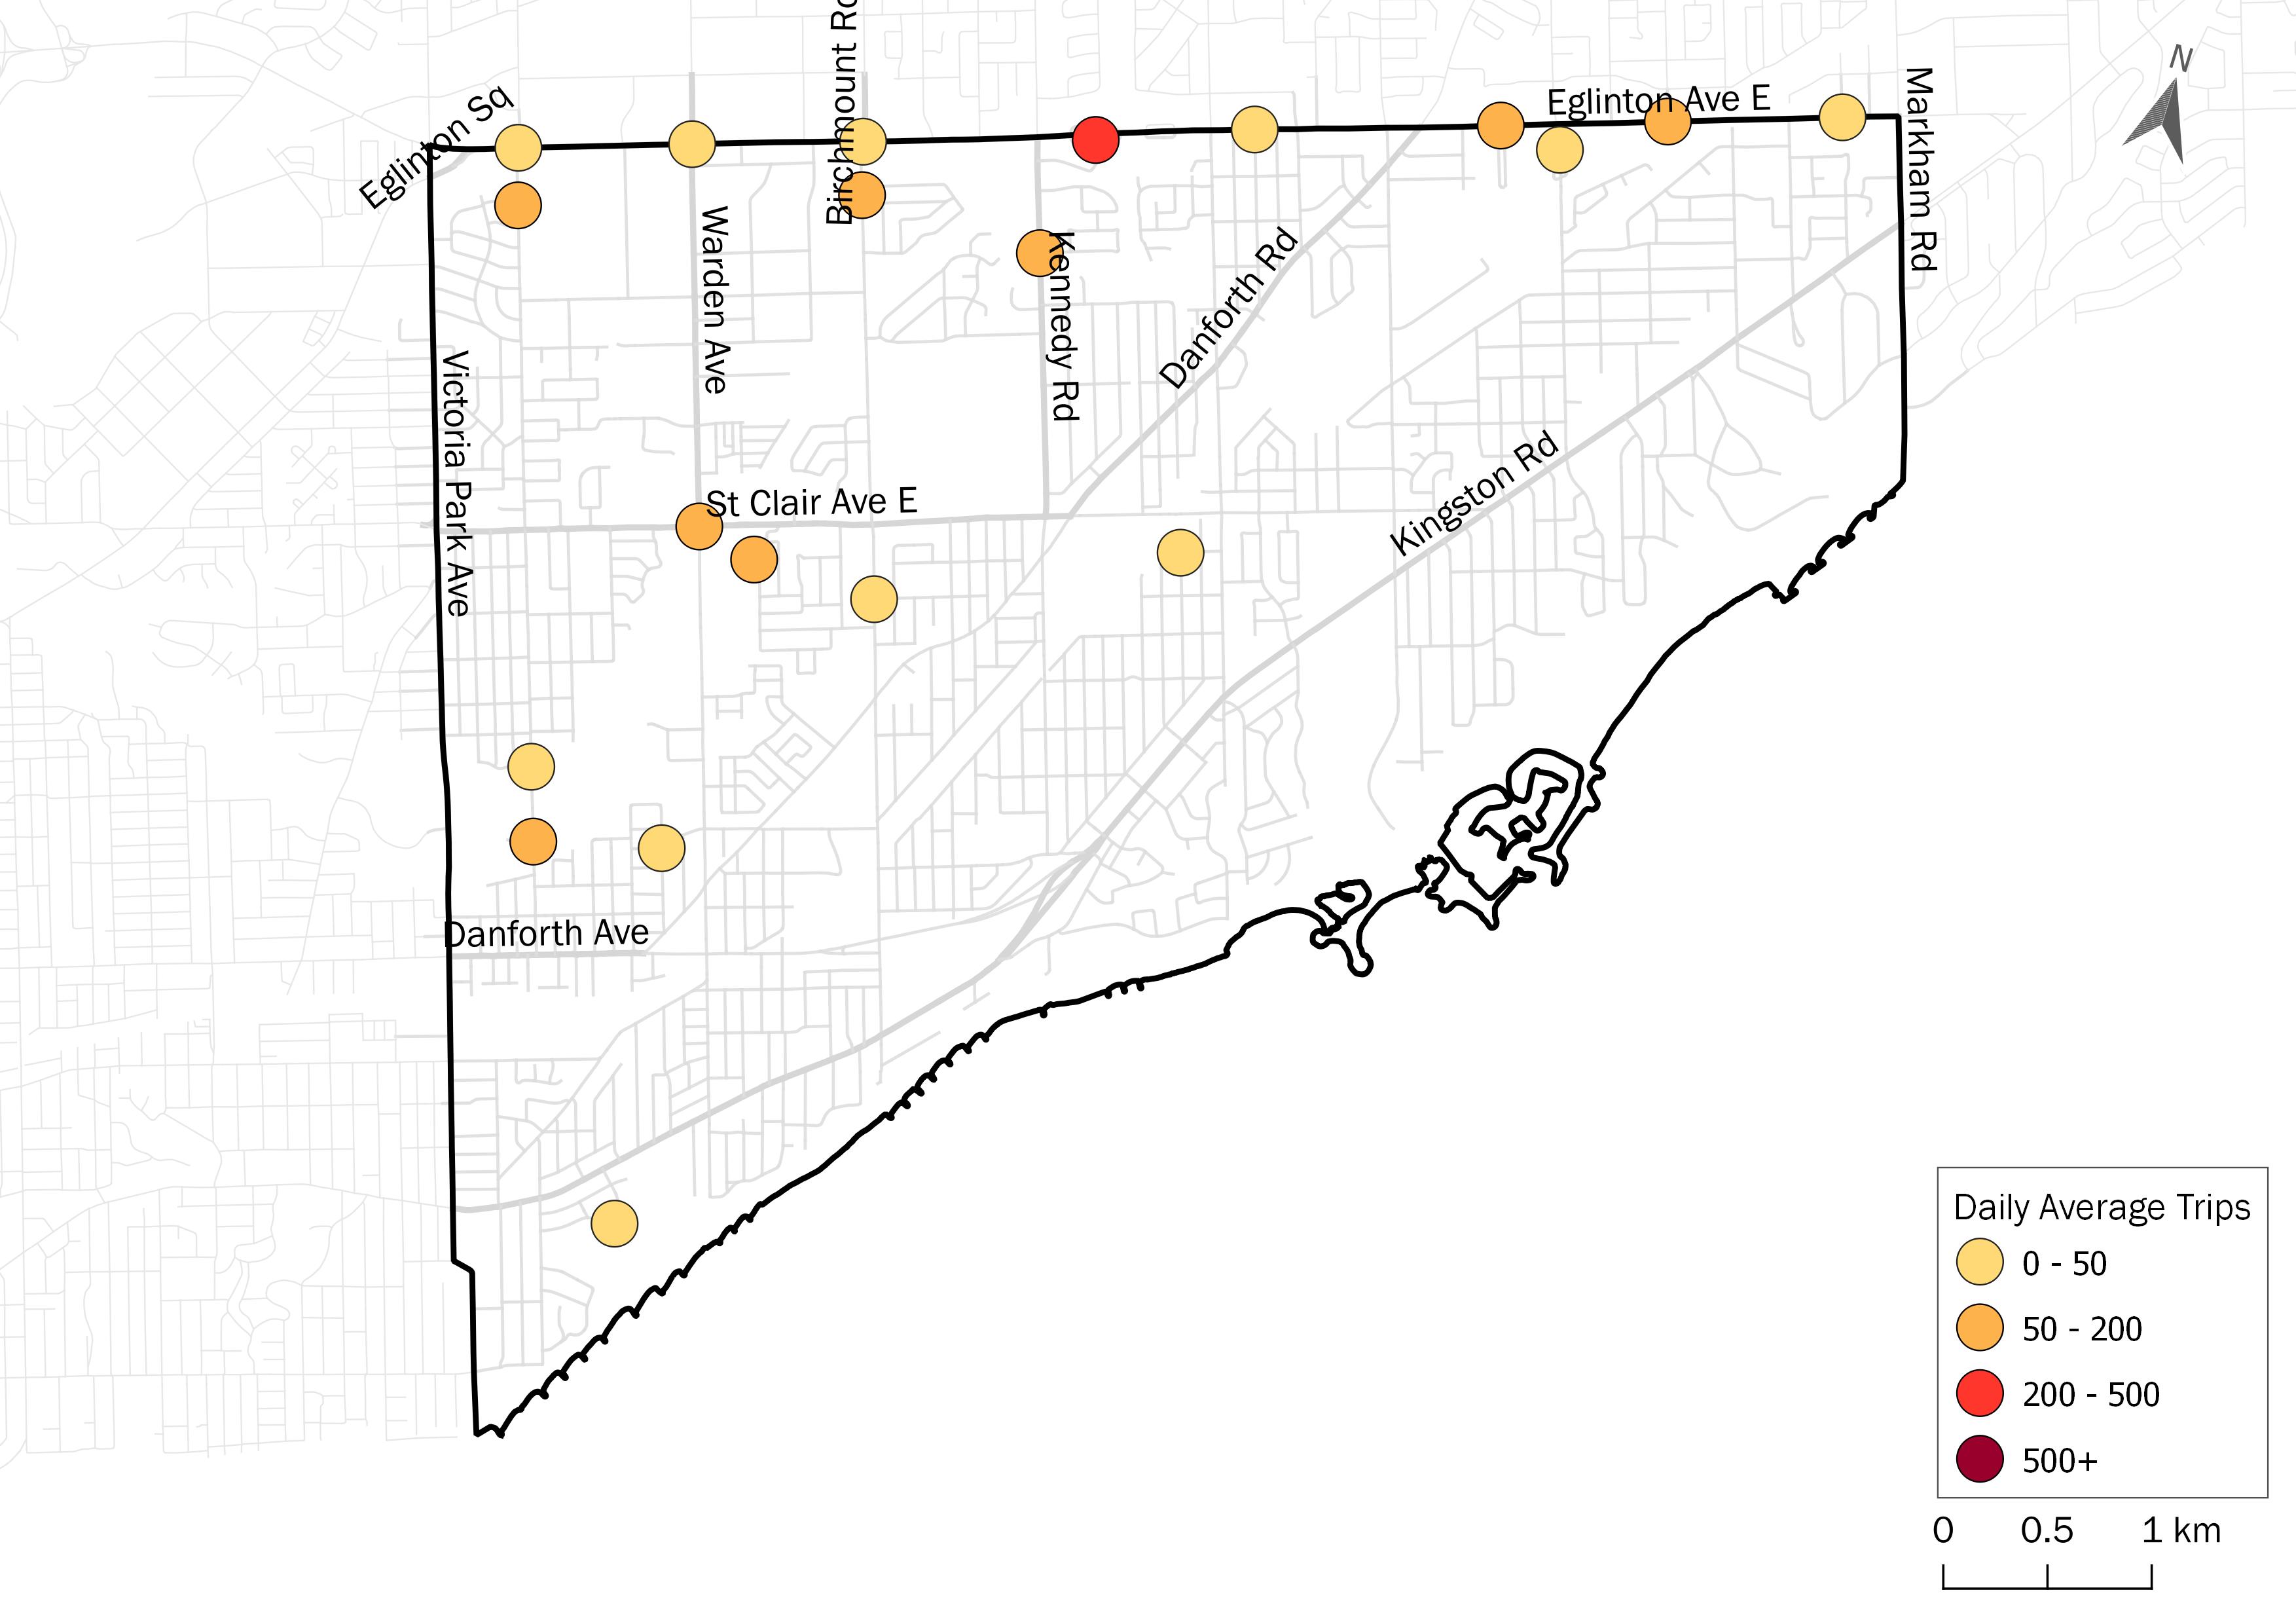 Birchmount Rd
N
Eglinton Sq
Eglinton Ave E
Markham Rd
Warden Ave
Kennedy Rd
Danforth Rd
Victoria Park Ave
St Clair Ave E
Kingston Rd
Danforth Ave
Daily Average Trips
0 - 50
50 - 200
200 - 500
500+
0 0.5 1 km